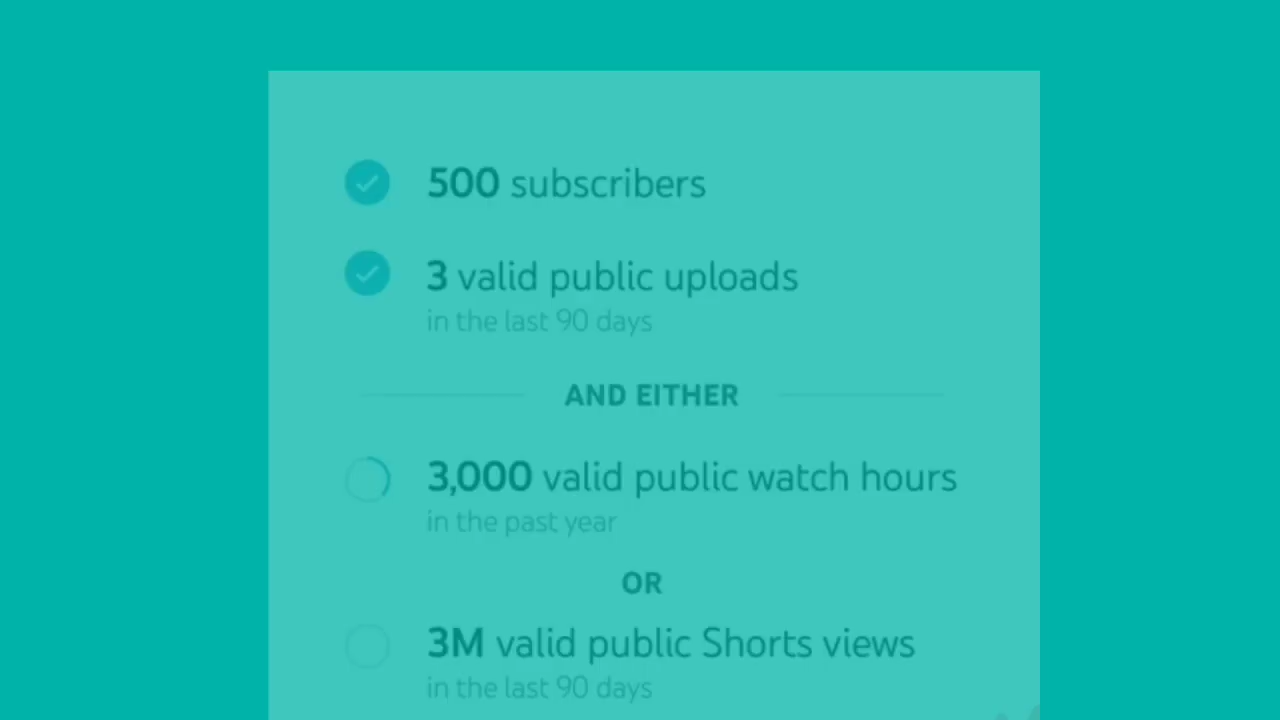 500 subscribers
3 valid public uploads
in the last 90 days
AND EITHER
3,000 valid public watch hours
in the past year
OR
3M valid public Shorts views
in the last 90 days